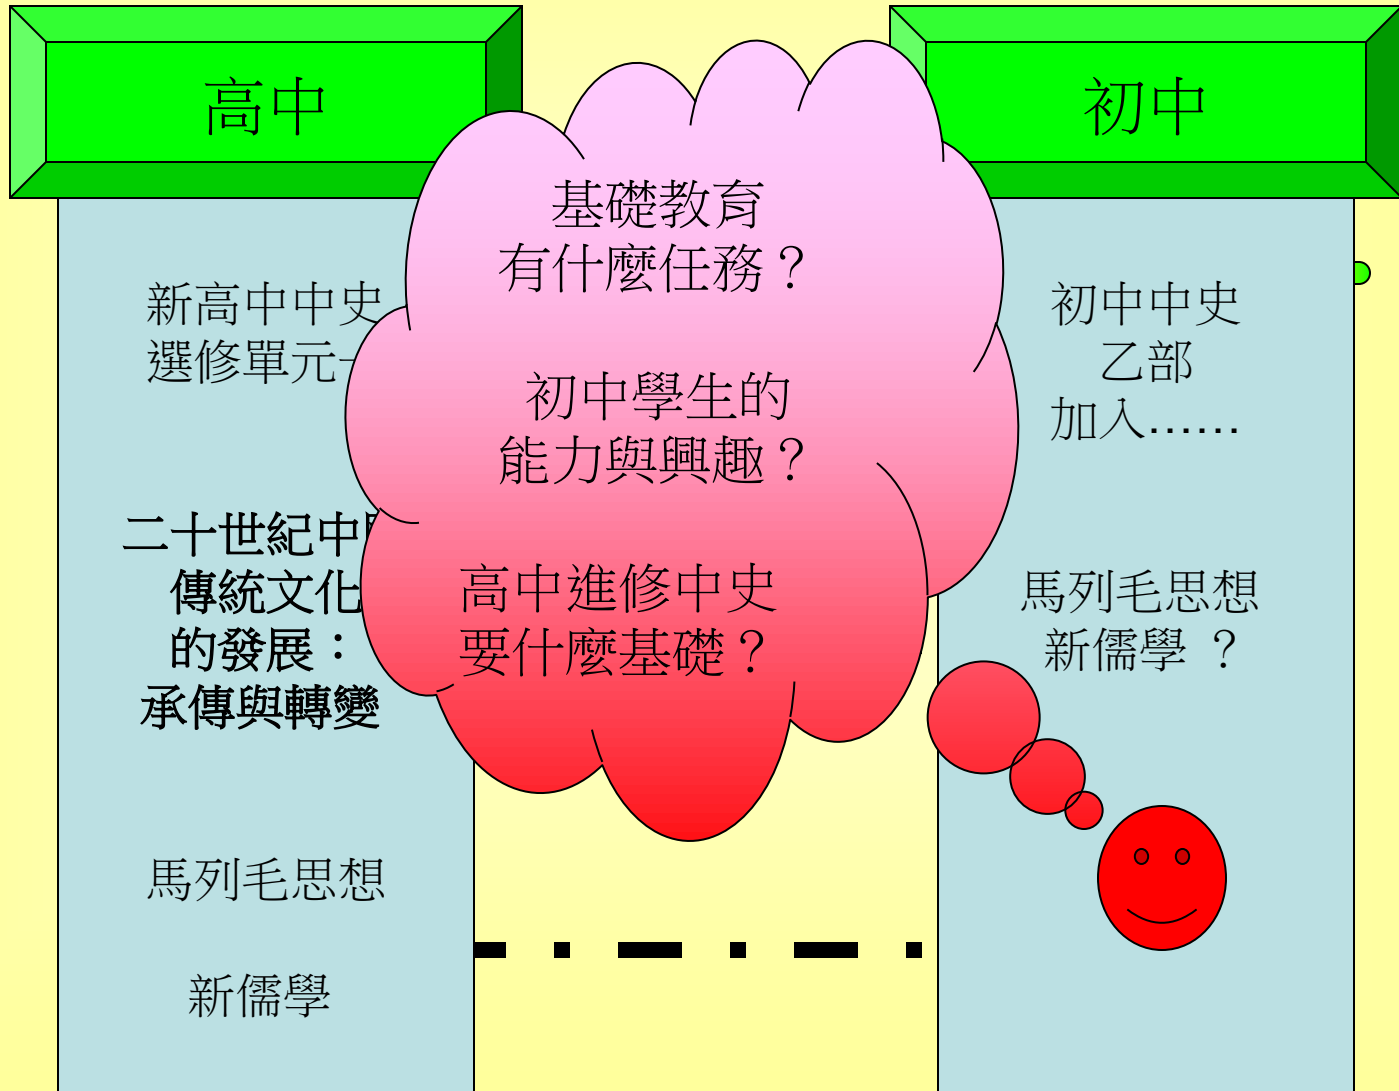 高中
新高中中史
選修單元一
二十世紀中
傳統文化
的發展：
承傳與轉變
馬列毛思想
新儒學
基礎教育
有什麼任務？
初中學生的
能力與興趣？
高中進修中史
要什麼基礎？
初中
初中中史
乙部
加入……
馬列毛思想
新儒學 ？